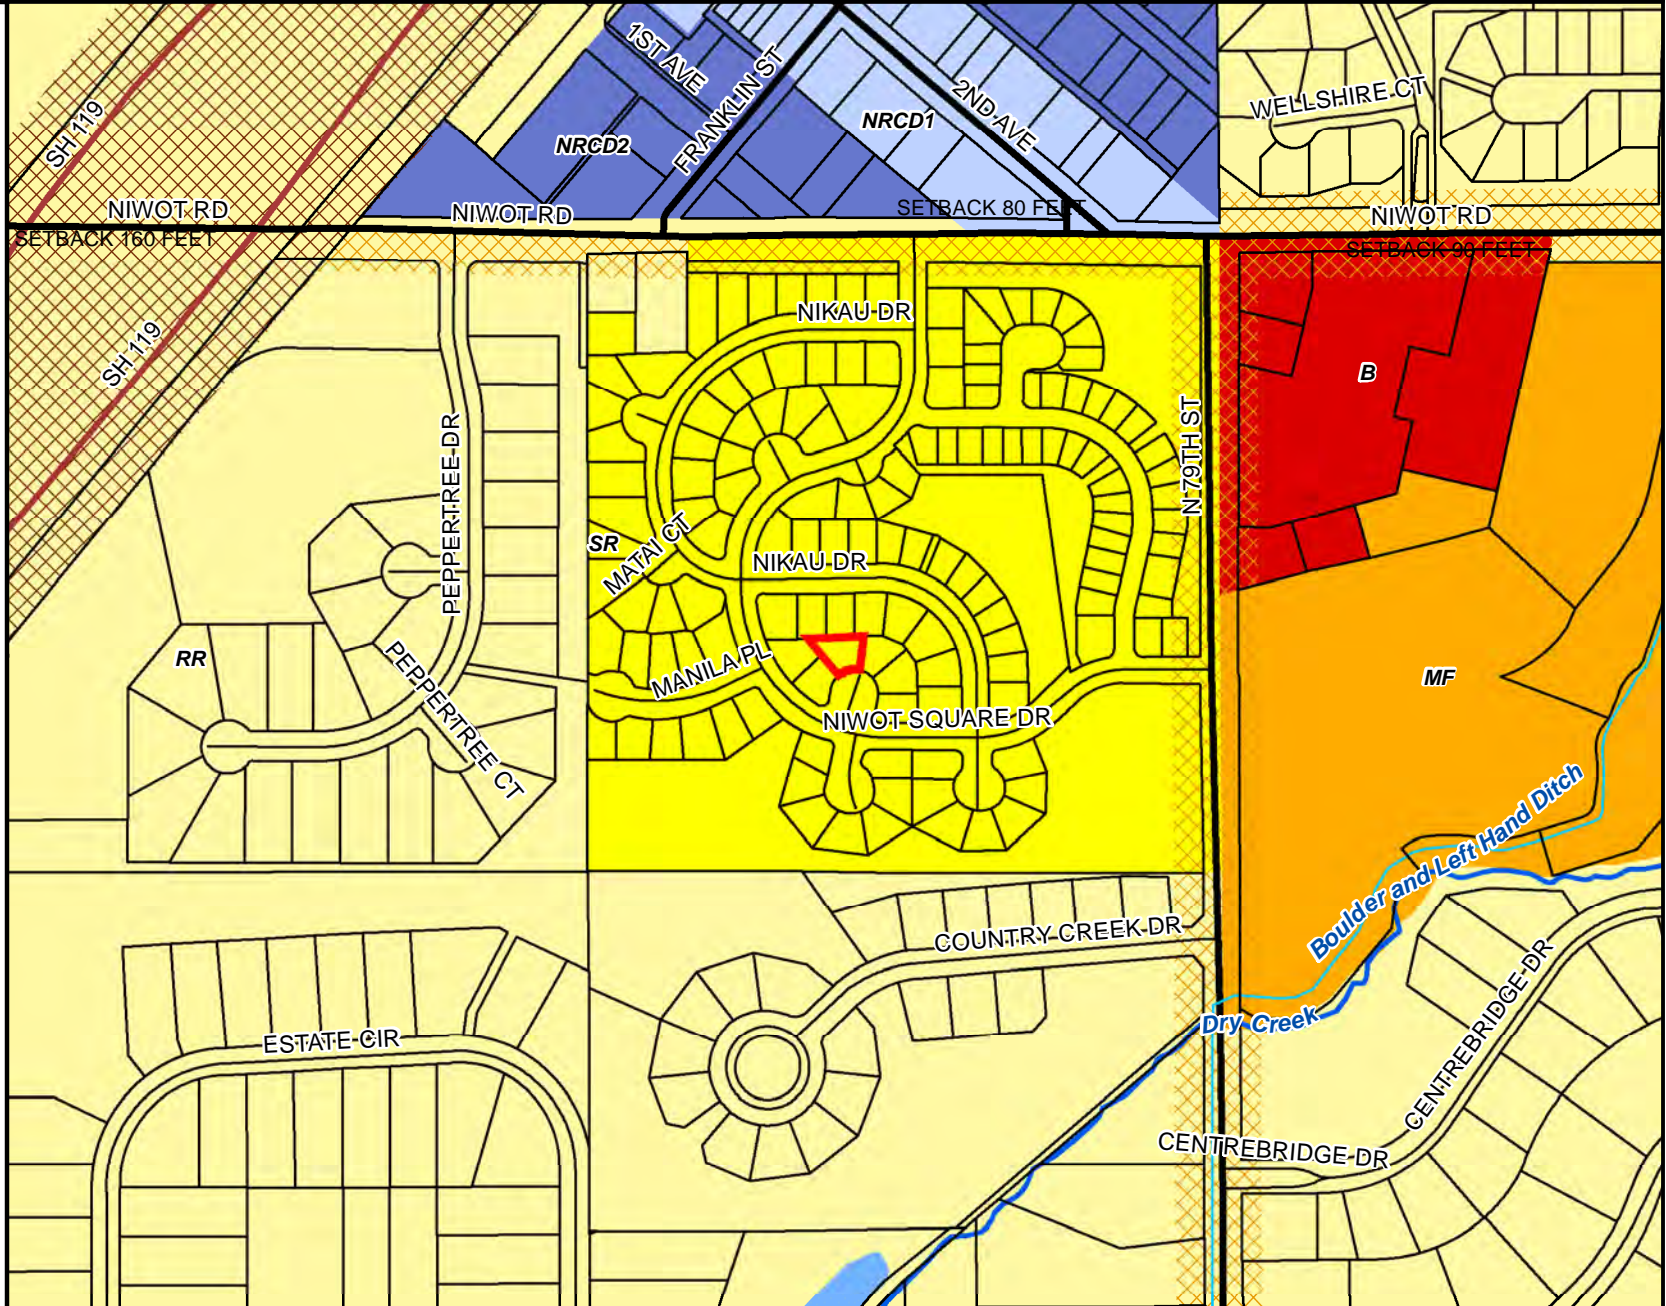 1ST AVE
FRANKLIN ST
2ND AVE
WELLSHIRE CT
SH 119
NRCD2
NRCD1
NIWOT RD
NIWOT RD
SETBACK 80 FEET
NIWOT RD
SETBACK 160 FEET
SETBACK 90 FEET
NIKAU DR
SH 119
B
PEPPERTREE DR
N 79TH ST
SR
MATAI CT
NIKAU DR
RR
PEPPERTREE CT
MANILA PL
MF
NIWOT SQUARE DR
Boulder and Left Hand Ditch
COUNTRY CREEK DR
CENTREBRIDGE DR
Dry Creek
ESTATE CIR
CENTREBRIDGE DR